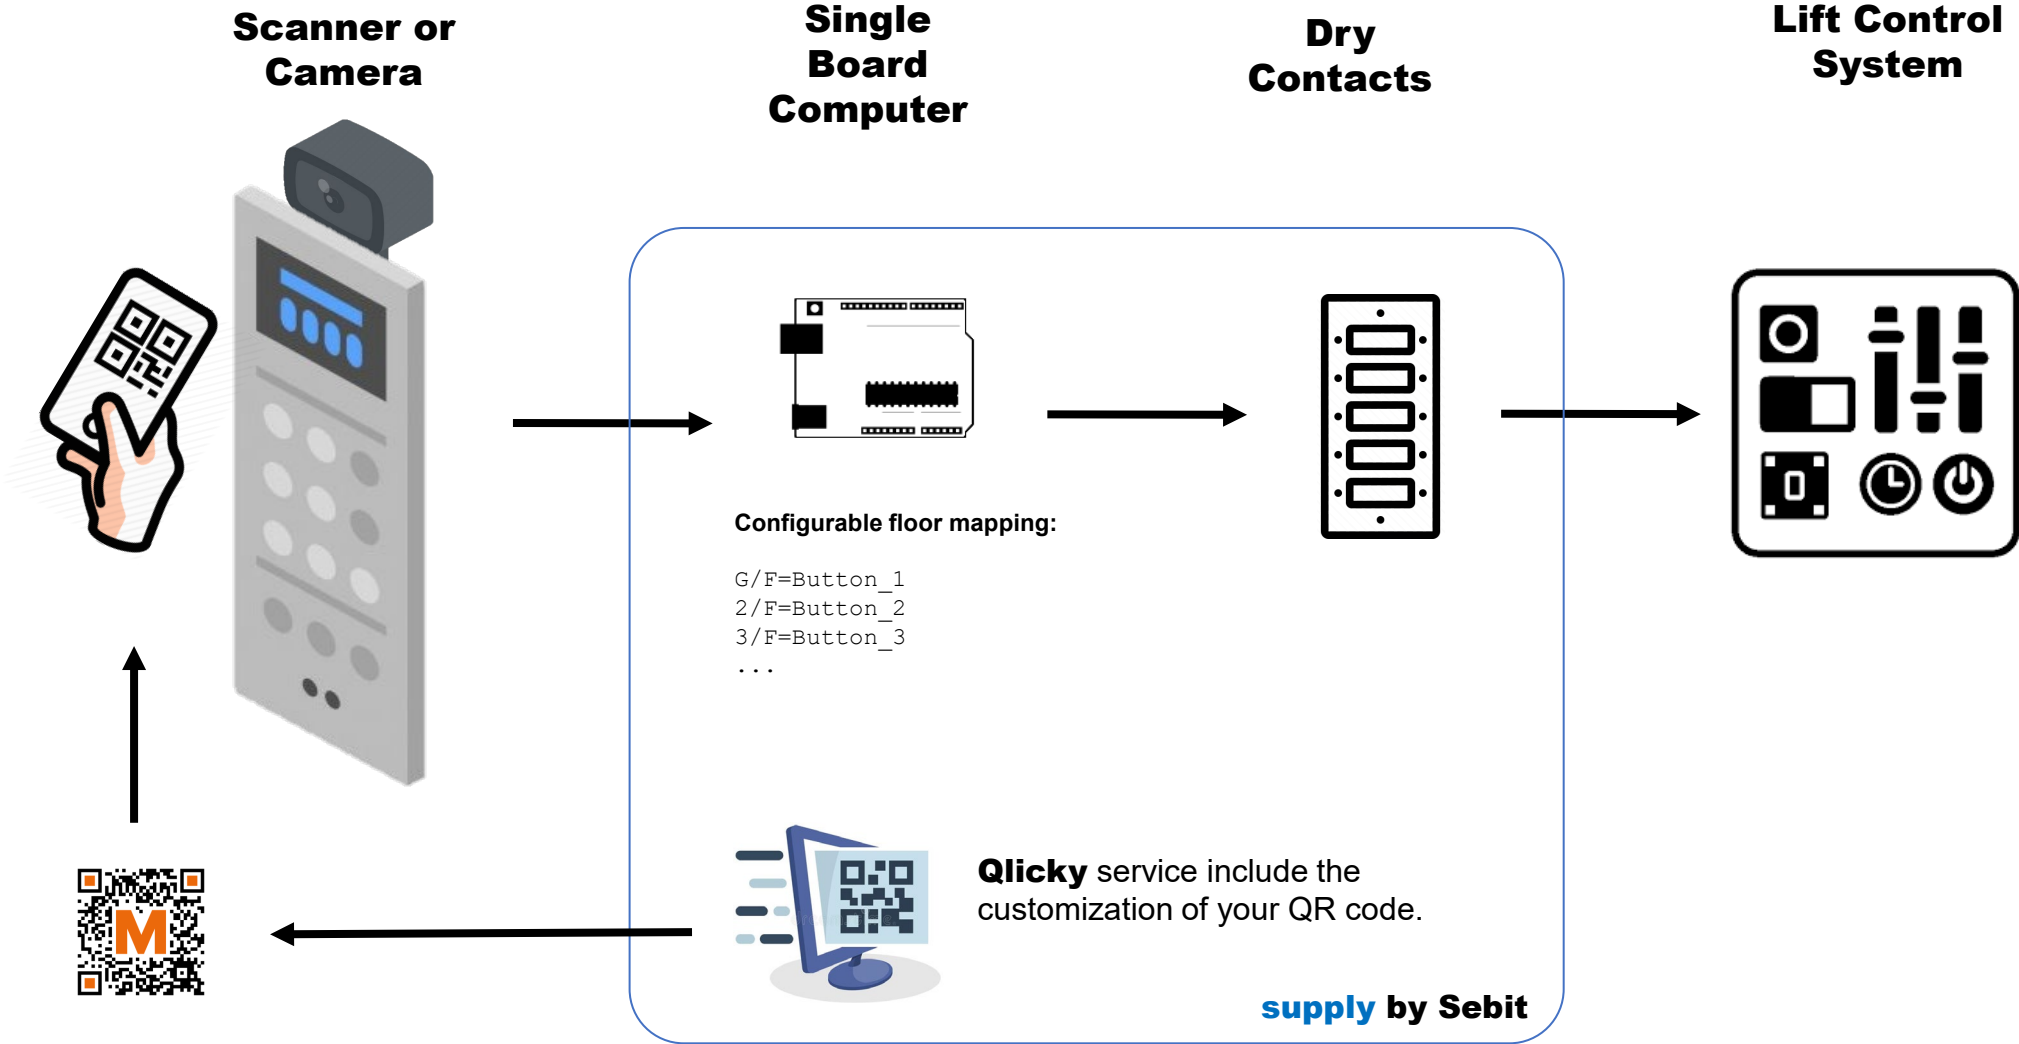 Scanner or
Camera
Single
Board
Computer
Dry
Contacts
Lift Control
System
Configurable floor mapping:
G/F=Button_1
2/F=Button_2
3/F=Button_3
...
M
Qlicky service include the
customization of your QR code.
supply by Sebit